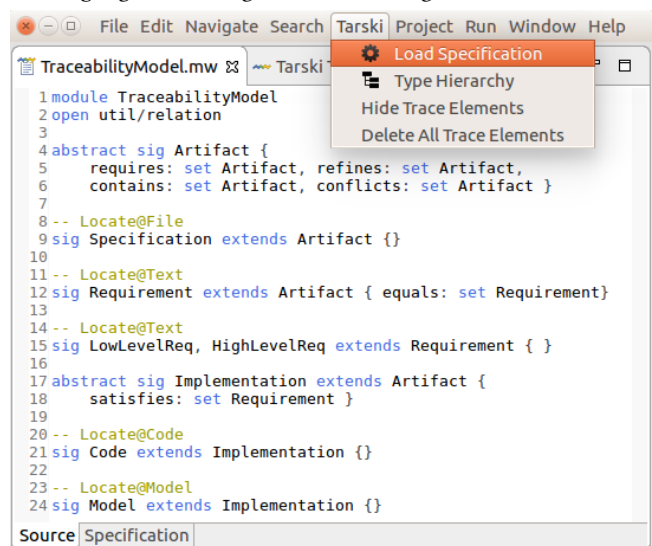 File Edit Navigate Search Tarski Project Run Window Help
TraceabilityModel.mw Tarski
Load Specification
Type Hierarchy
Hide Trace Elements
Delete All Trace Elements
1 module TraceabilityModel
2 open util/relation
3
4 abstract sig Artifact {
5     requires: set Artifact, refines: set Artifact,
6     contains: set Artifact, conflicts: set Artifact }
7
8 -- Locate@File
9 sig Specification extends Artifact {}
10
11 -- Locate@Text
12 sig Requirement extends Artifact { equals: set Requirement}
13
14 -- Locate@Text
15 sig LowLevelReq, HighLevelReq extends Requirement { }
16
17 abstract sig Implementation extends Artifact {
18     satisfies: set Requirement }
19
20 -- Locate@Code
21 sig Code extends Implementation {}
22
23 -- Locate@Model
24 sig Model extends Implementation {}
Source Specification